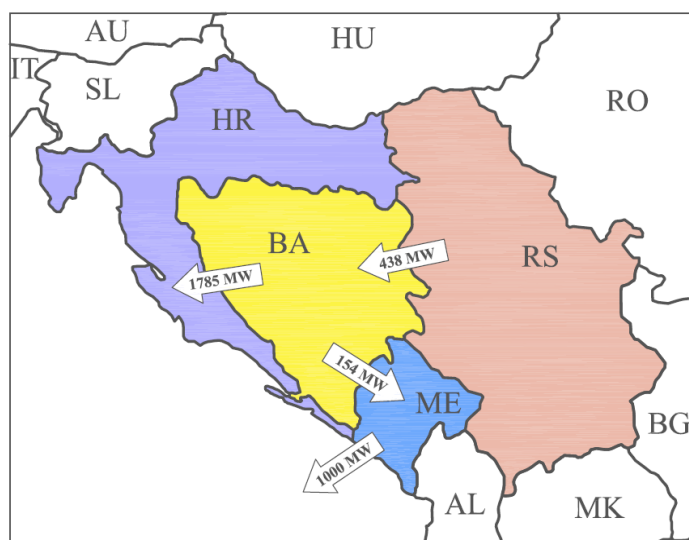 AU
HU
IT
SL
RO
HR
BA
RS
438 MW
1785 MW
154 MW
ME
BG
1000 MW
AL
MK